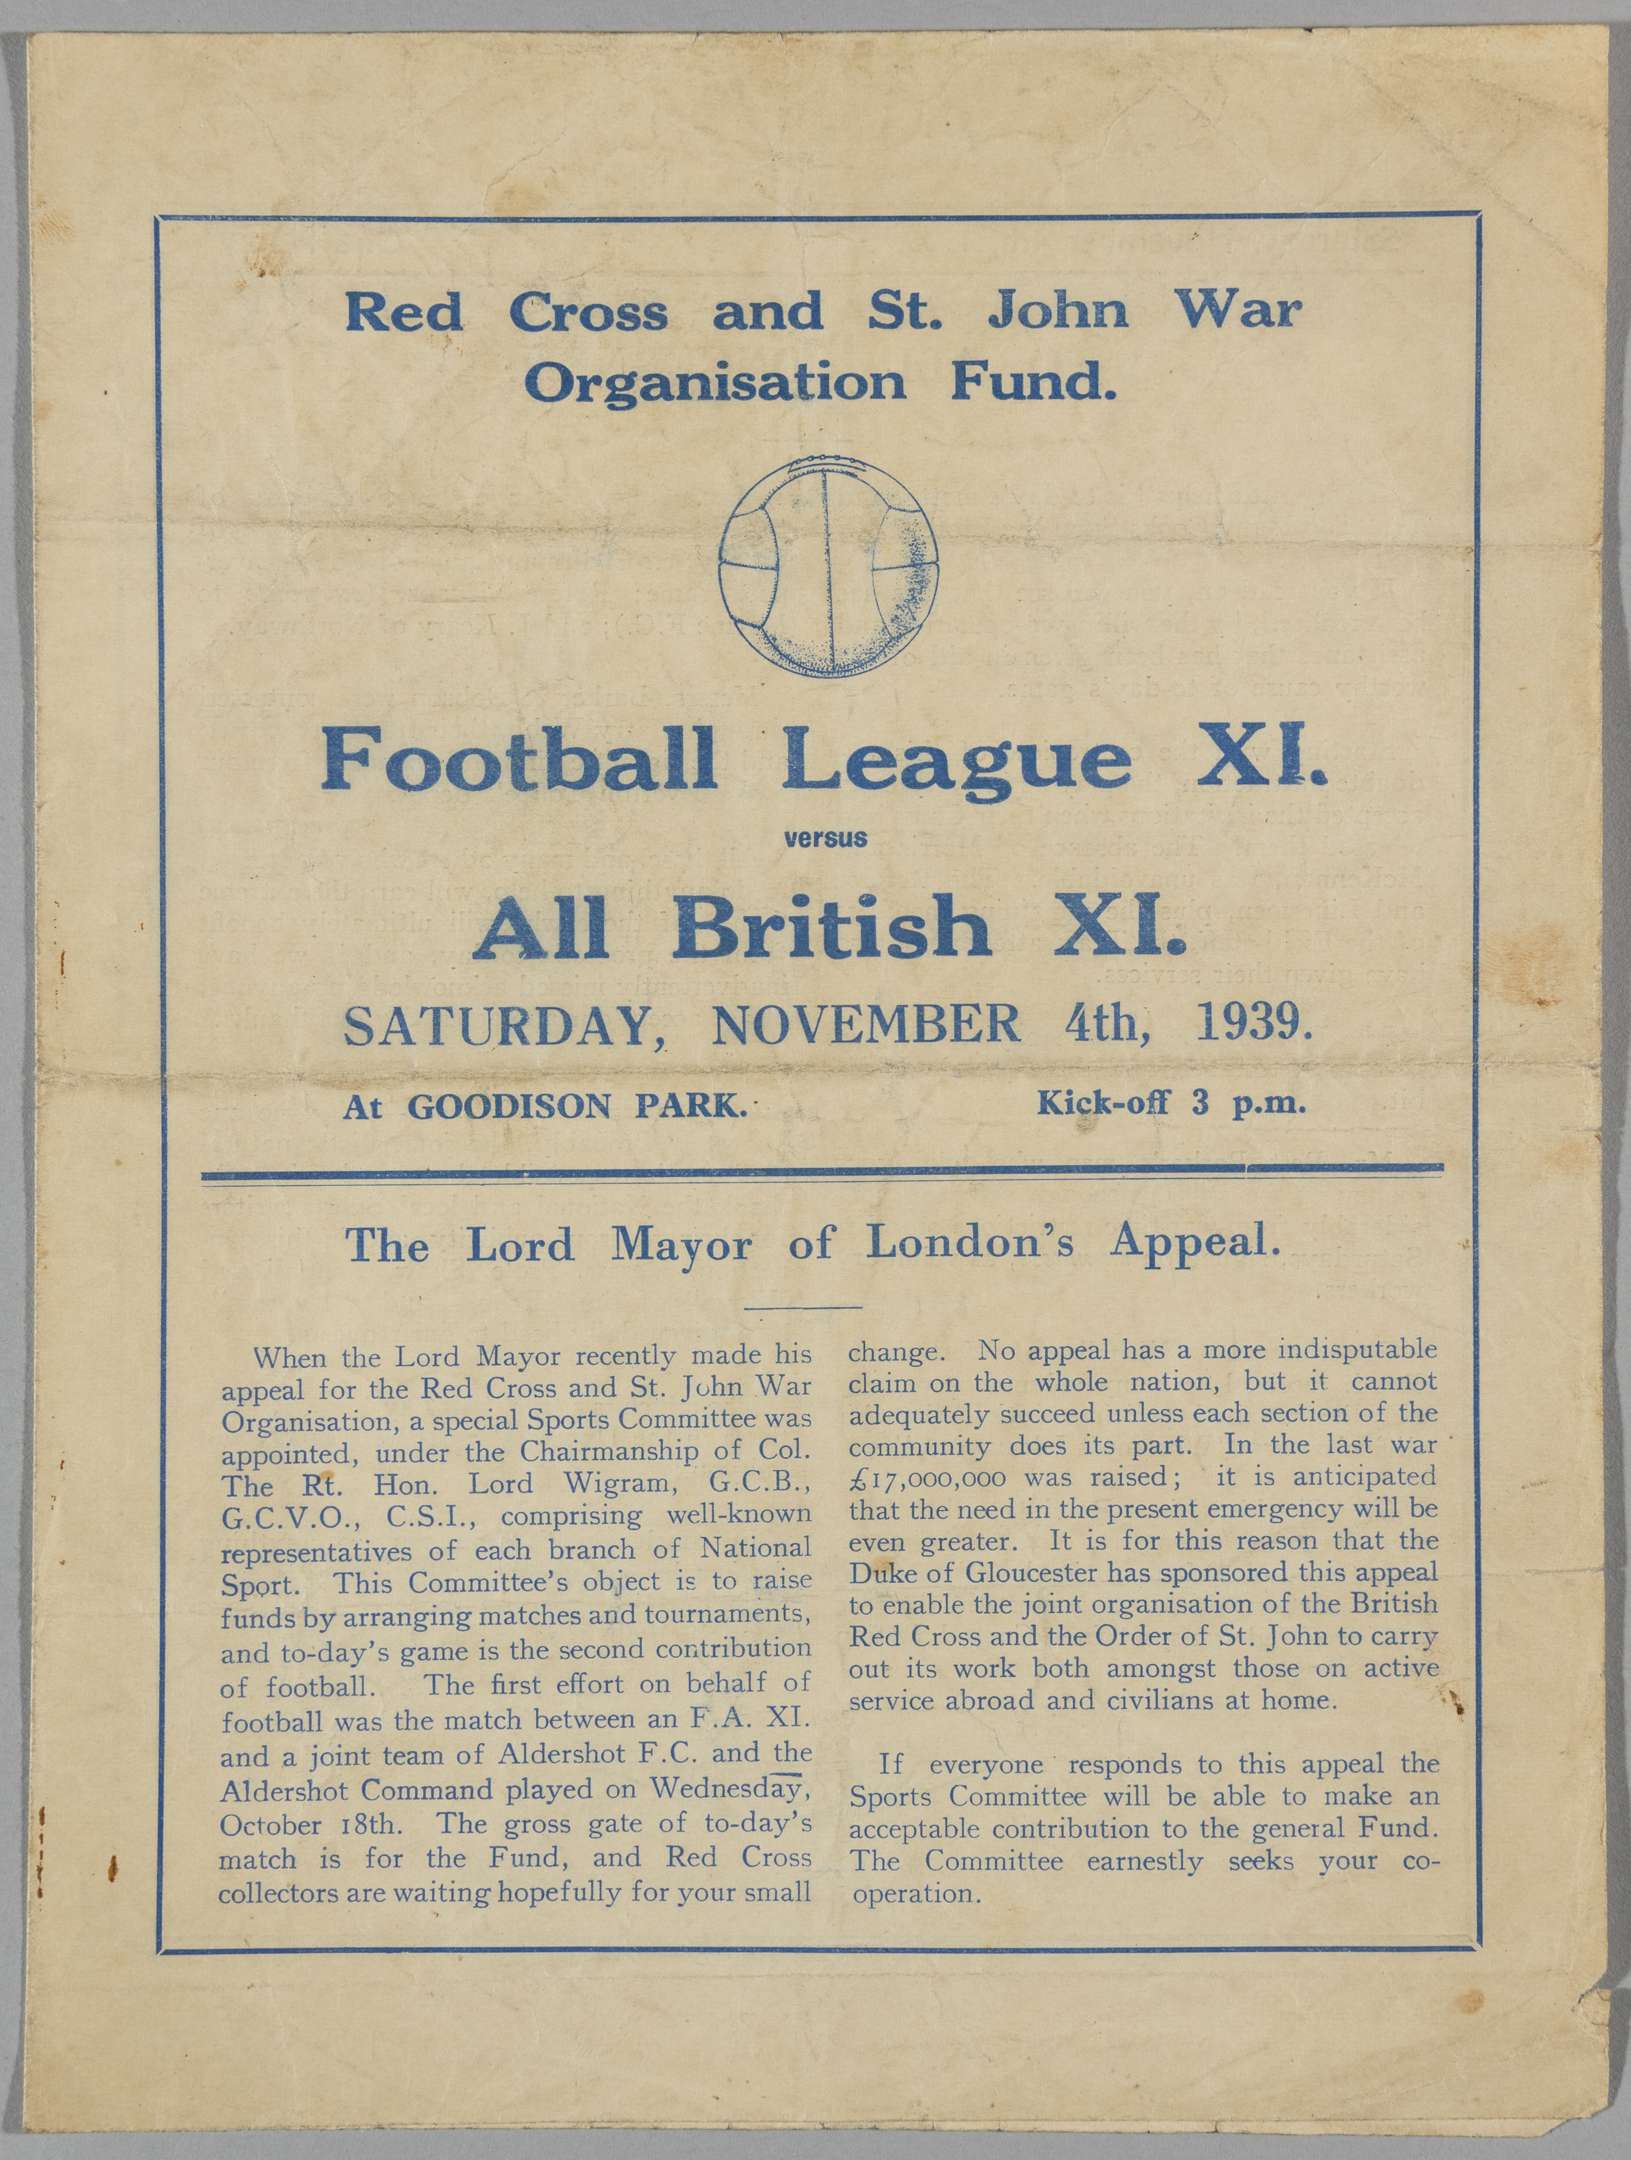 Red Cross and St. John War
Organisation Fund.
Football League XI.
versus
All British XI.
SATURDAY, NOVEMBER 4th, 1939.
At GOODISON PARK. Kick-off 3 p.m.
The Lord Mayor of London's Appeal.
When the Lord Mayor recently made his
appeal for the Red Cross and St. John War
Organisation, a special Sports Committee was
appointed, under the Chairmanship of Col.
The Rt. Hon. Lord Wigram, G.C.B.,
G.C.V.O., C.S.I., comprising well-known
representatives of each branch of National
Sport. This Committee's object is to raise
funds by arranging matches and tournaments,
and to-day's game is the second contribution
of football. The first effort on behalf of
football was the match between an F.A. XI.
and a joint team of Aldershot F.C. and the
Aldershot Command played on Wednesday,
October 18th. The gross gate of to-day's
match is for the Fund, and Red Cross
collectors are waiting hopefully for your small
change. No appeal has a more indisputable
claim on the whole nation, but it cannot
adequately succeed unless each section of the
community does its part. In the last war
£17,000,000 was raised; it is anticipated
that the need in the present emergency will be
even greater. It is for this reason that the
Duke of Gloucester has sponsored this appeal
to enable the joint organisation of the British
Red Cross and the Order of St. John to carry
out its work both amongst those on active
service abroad and civilians at home.
If everyone responds to this appeal the
Sports Committee will be able to make an
acceptable contribution to the general Fund.
The Committee earnestly seeks your co-
operation.